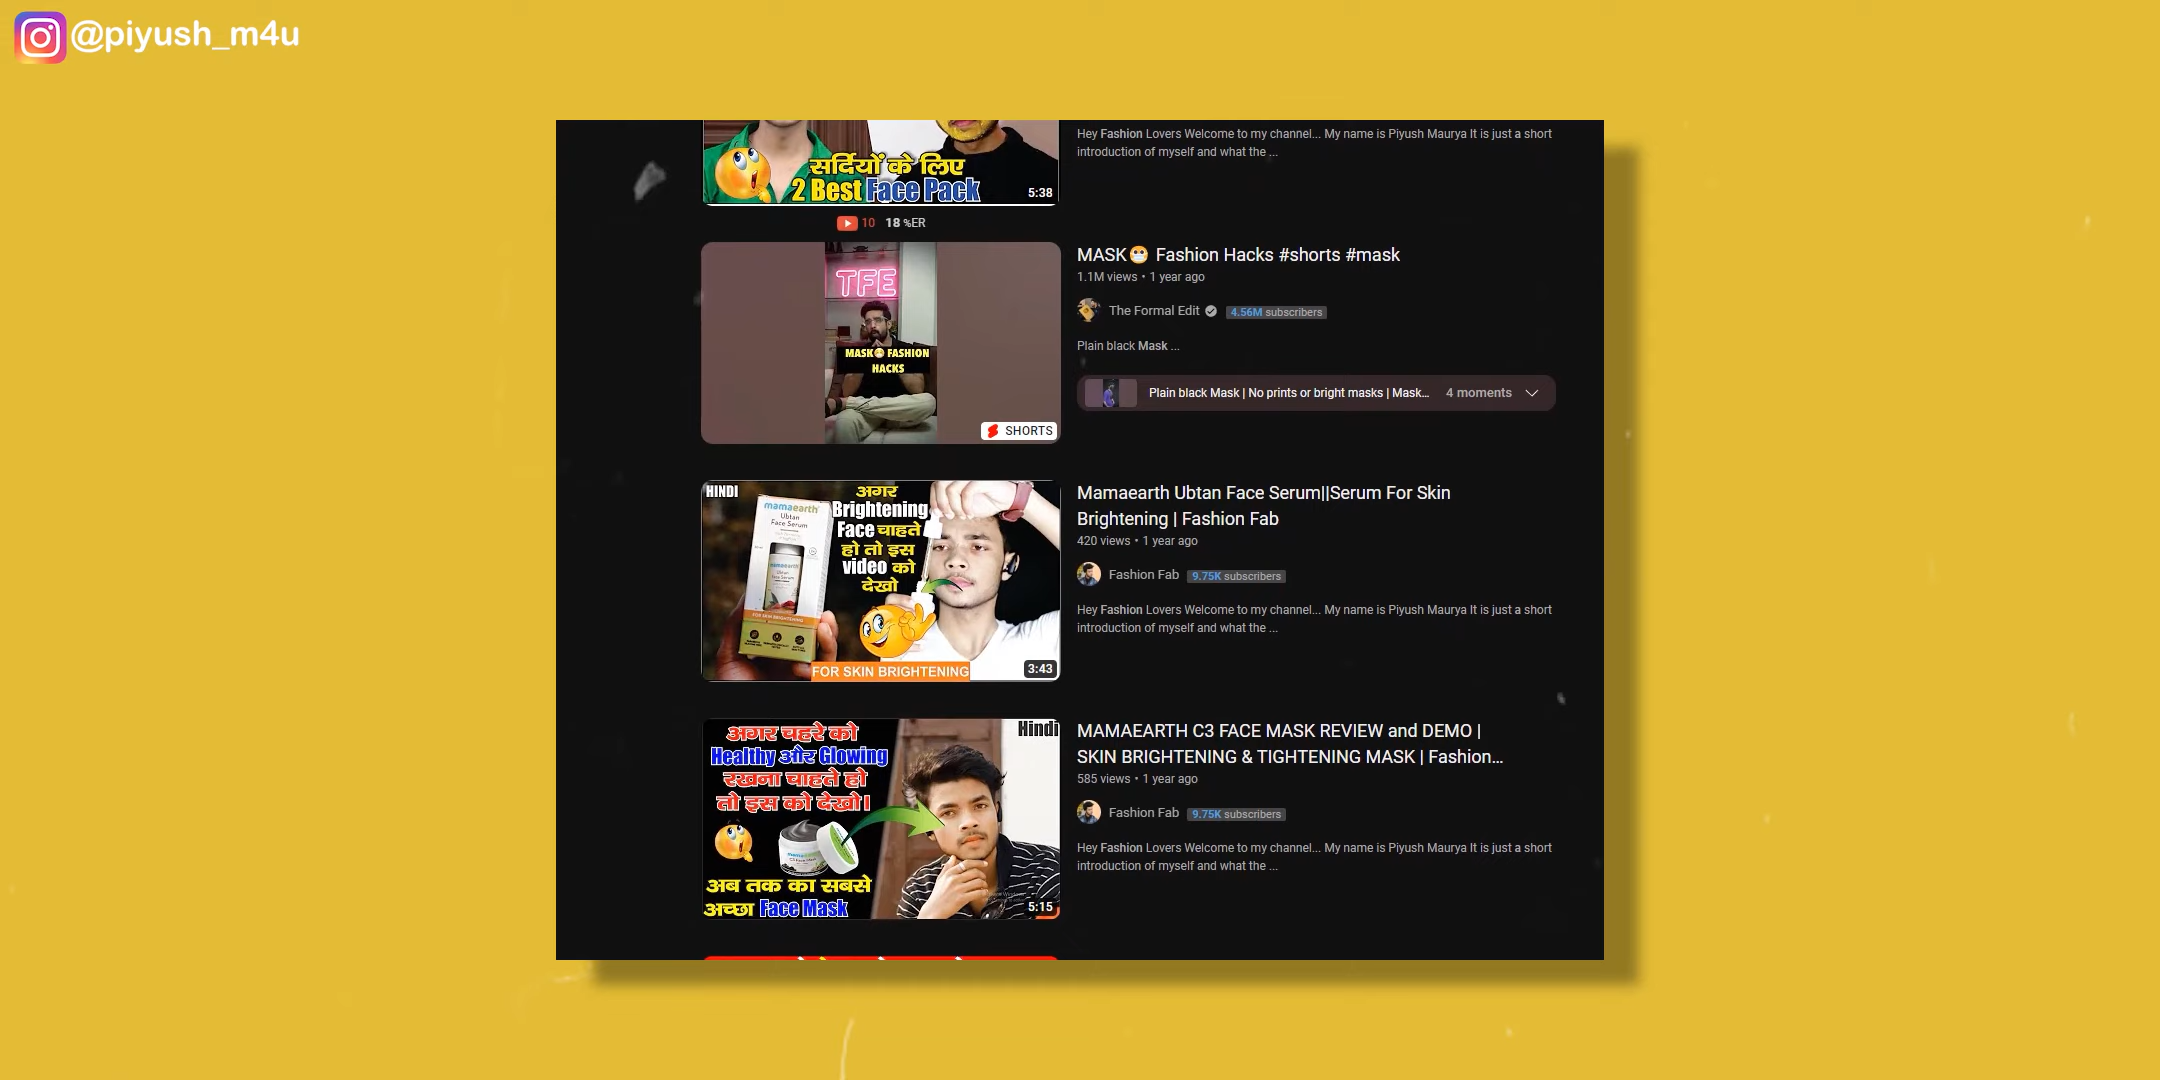 @piyush_m4u
Hey Fashion Lovers Welcome to my channel... My name is Piyush Maurya It is just a short
introduction of myself and what the ...
सर्दियों के लिए
2 Best Face Pack
5:38
10 18 %ER
MASK😷 Fashion Hacks #shorts #mask
1.1M views • 1 year ago
The Formal Edit 4.56M subscribers
Plain black Mask ...
Plain black Mask | No prints or bright masks | Mask... 4 moments
TFE
MASK😷 FASHION
HACKS
SHORTS
HINDI
अगर
Brightening
Face चाहते
हो तो इस
video को
देखो
mamaearth
Ubtan
Face Serum
FOR SKIN BRIGHTENING
FOR SKIN BRIGHTENING
3:43
Mamaearth Ubtan Face Serum||Serum For Skin
Brightening | Fashion Fab
420 views • 1 year ago
Fashion Fab 9.75K subscribers
Hey Fashion Lovers Welcome to my channel... My name is Piyush Maurya It is just a short
introduction of myself and what the ...
अगर चहरे को
Healthy और Glowing
रखना चाहते हो
तो इस को देखो।
Hindi
अब तक का सबसे
अच्छा Face Mask
5:15
MAMAEARTH C3 FACE MASK REVIEW and DEMO |
SKIN BRIGHTENING & TIGHTENING MASK | Fashion...
585 views • 1 year ago
Fashion Fab 9.75K subscribers
Hey Fashion Lovers Welcome to my channel... My name is Piyush Maurya It is just a short
introduction of myself and what the ...